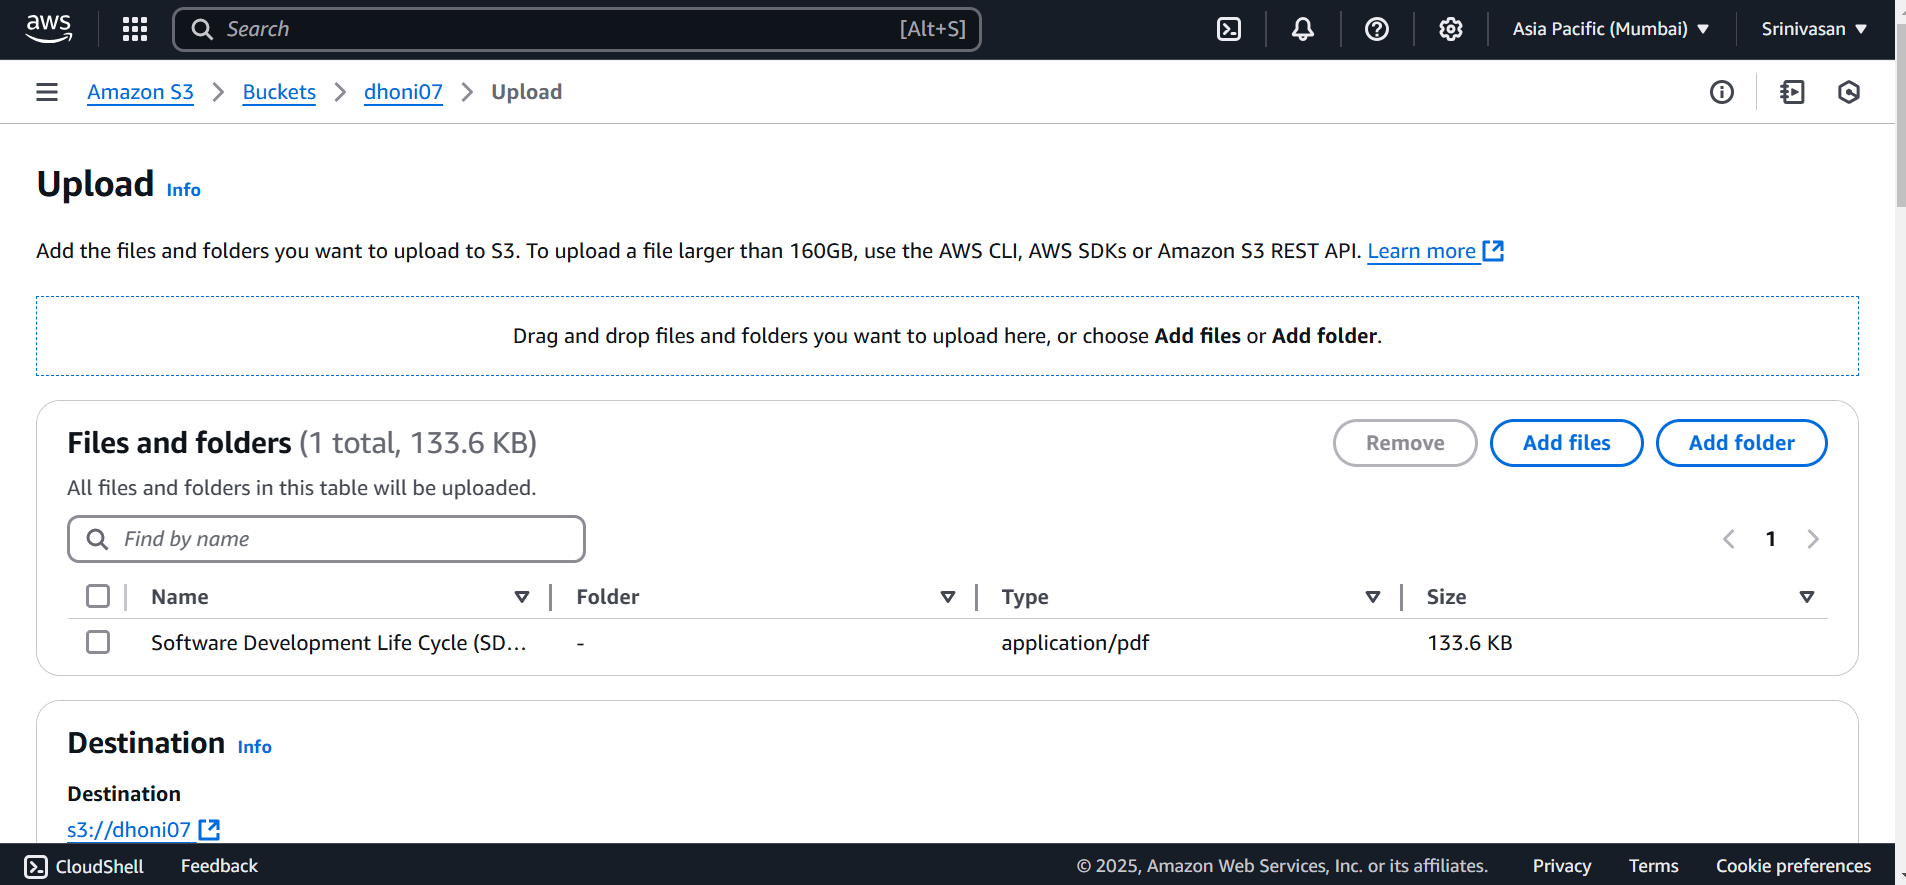 aws
Search [Alt+S]
Asia Pacific (Mumbai)
Srinivasan
Amazon S3 Buckets dhoni07 Upload
Upload Info
Add the files and folders you want to upload to S3. To upload a file larger than 160GB, use the AWS CLI, AWS SDKs or Amazon S3 REST API. Learn more
Drag and drop files and folders you want to upload here, or choose Add files or Add folder.
Files and folders (1 total, 133.6 KB)
Remove
Add files
Add folder
All files and folders in this table will be uploaded.
Find by name
1
Name Folder Type Size
Software Development Life Cycle (SD... - application/pdf 133.6 KB
Destination Info
Destination
s3://dhoni07
CloudShell Feedback © 2025, Amazon Web Services, Inc. or its affiliates. Privacy Terms Cookie preferences